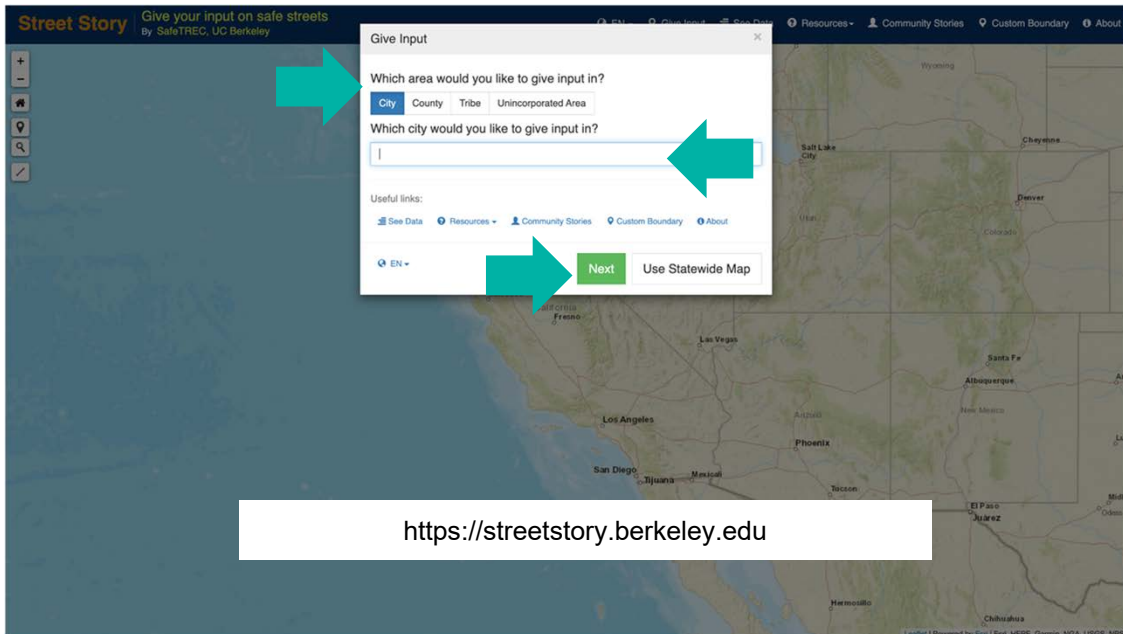 Street Story
Give your input on safe streets
By SafeTREC, UC Berkeley
EN
Give Input
See Data
Resources
Community Stories
Custom Boundary
About
Give Input
×
Which area would you like to give input in?
City County Tribe Unincorporated Area
Which city would you like to give input in?
Useful links:
See Data Resources Community Stories Custom Boundary About
EN
Next Use Statewide Map
Wyoming
Salt Lake
City
Cheyenne
Utah
Denver
Colorado
California
Fresno
Las Vegas
Santa Fe
Albuquerque
Los Angeles
Arizona
New Mexico
Phoenix
San Diego
Tijuana
Mexicali
Tucson
El Paso
Juárez
https://streetstory.berkeley.edu
Hermosillo
Chihuahua